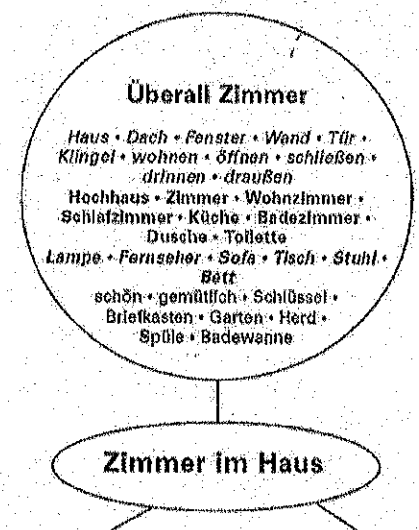 Überall Zimmer
Haus • Dach • Fenster • Wand • Tür •
Klingel • wohnen • öffnen • schließen •
drinnen • draußen
Hochhaus • Zimmer • Wohnzimmer •
Schlafzimmer • Küche • Badezimmer •
Dusche • Toilette
Lampe • Fernseher • Sofa • Tisch • Stuhl •
Bett
schön • gemütlich • Schlüssel •
Briefkasten • Garten • Herd •
Spüle • Badewanne
Zimmer im Haus